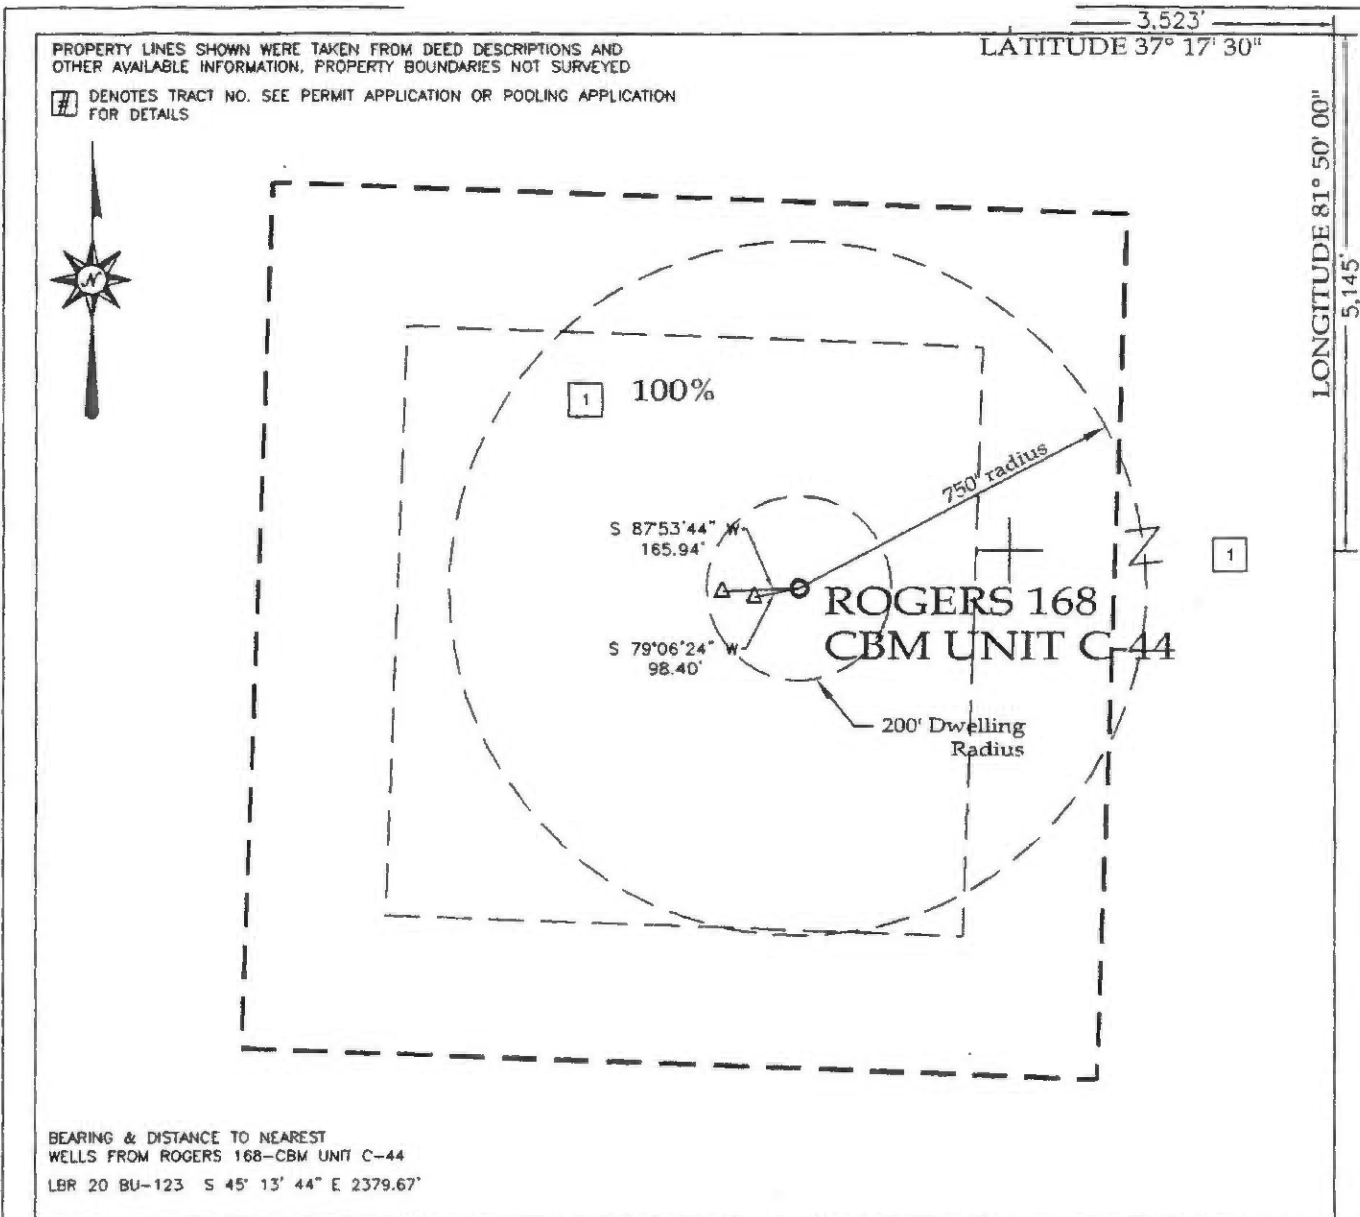 3,523'
LATITUDE 37° 17' 30"
PROPERTY LINES SHOWN WERE TAKEN FROM DEED DESCRIPTIONS AND
OTHER AVAILABLE INFORMATION, PROPERTY BOUNDARIES NOT SURVEYED
# DENOTES TRACT NO. SEE PERMIT APPLICATION OR POOLING APPLICATION
FOR DETAILS
LONGITUDE 81° 50' 00"
5,145'
N
1 100%
750' radius
S 87°53'44" W
165.94'
Z
1
ROGERS 168
CBM UNIT C-44
S 79°06'24" W
98.40'
200' Dwelling
Radius
BEARING & DISTANCE TO NEAREST
WELLS FROM ROGERS 168-CBM UNIT C-44
LBR 20 BU-123 S 45° 13' 44" E 2379.67'